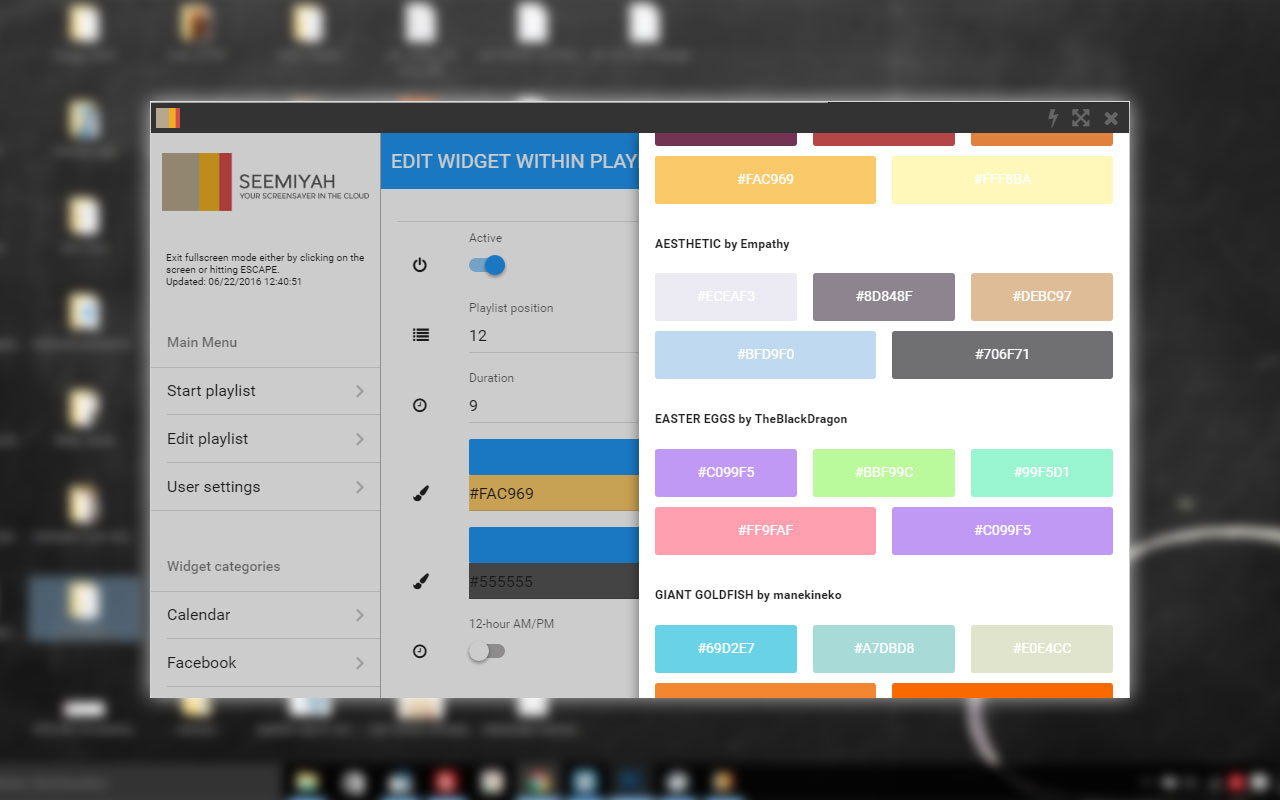 SEEMIYAH
YOUR SCREENSAVER IN THE CLOUD
Exit fullscreen mode either by clicking on the
screen or hitting ESCAPE.
Updated: 06/22/2016 12:40:51
Main Menu
Start playlist
Edit playlist
User settings
Widget categories
Calendar
Facebook
EDIT WIDGET WITHIN PLAY
Active
Playlist position
12
Duration
9
#FAC969
#555555
12-hour AM/PM
#FAC969 #FFF8BA
AESTHETIC by Empathy
#ECEAF3 #8D848F #DEBC97
#BFD9F0 #706F71
EASTER EGGS by TheBlackDragon
#C099F5 #BBF99C #99F5D1
#FF9FAF #C099F5
GIANT GOLDFISH by manekineko
#69D2E7 #A7DBD8 #E0E4CC